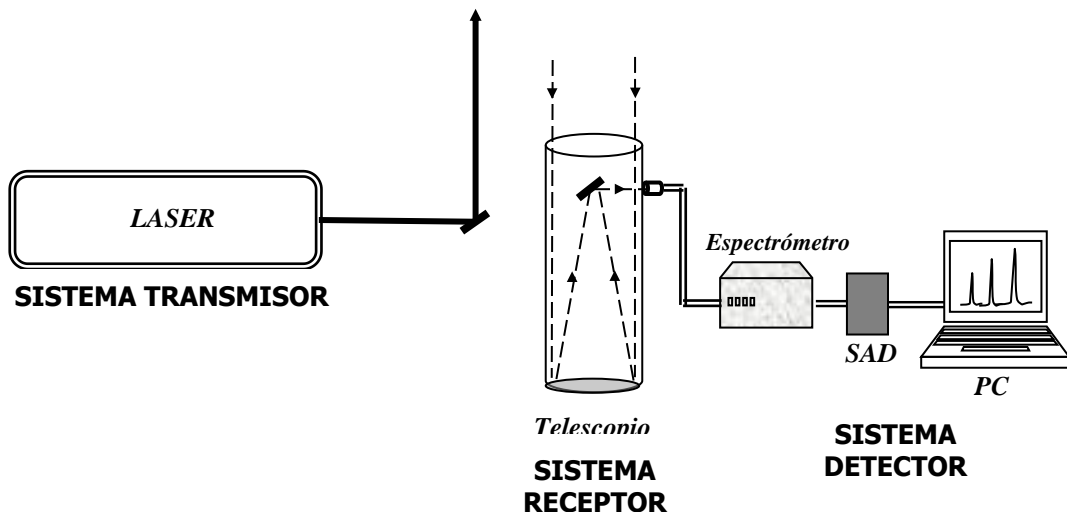 LASER
SISTEMA TRANSMISOR
Telescopio
SISTEMA
RECEPTOR
Espectrómetro
SAD
PC
SISTEMA
DETECTOR